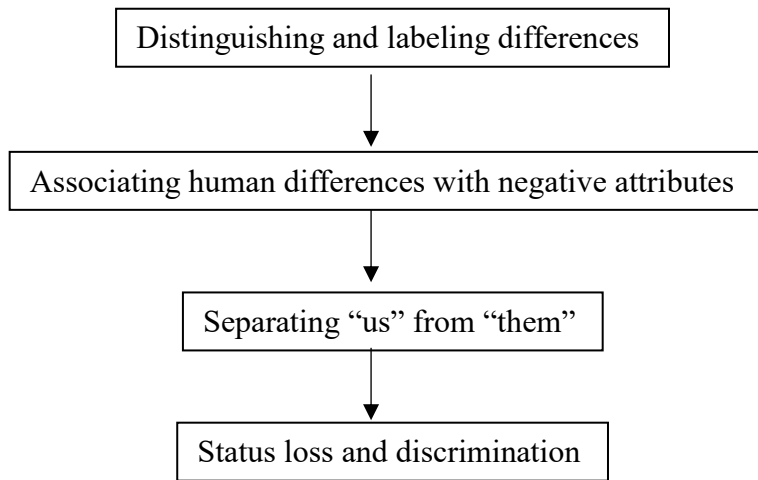 Distinguishing and labeling differences
Associating human differences with negative attributes
Separating “us” from “them”
Status loss and discrimination